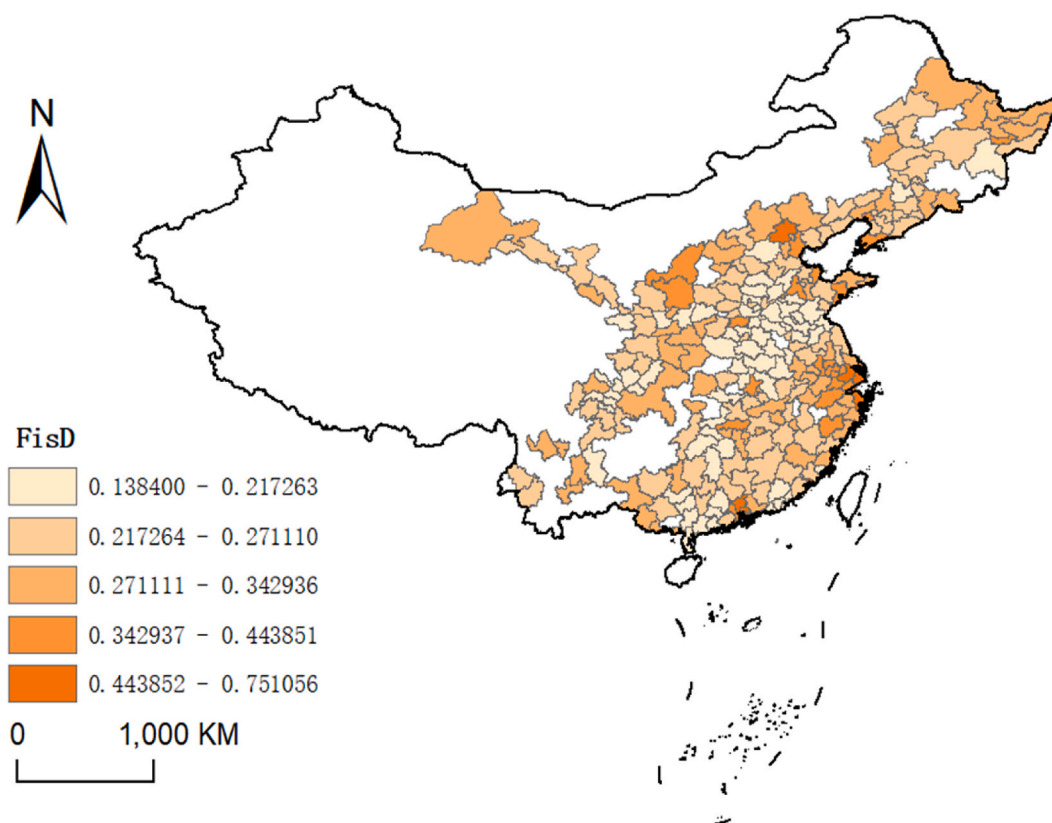 N
FisD
0.138400 - 0.217263
0.217264 - 0.271110
0.271111 - 0.342936
0.342937 - 0.443851
0.443852 - 0.751056
0 1,000 KM